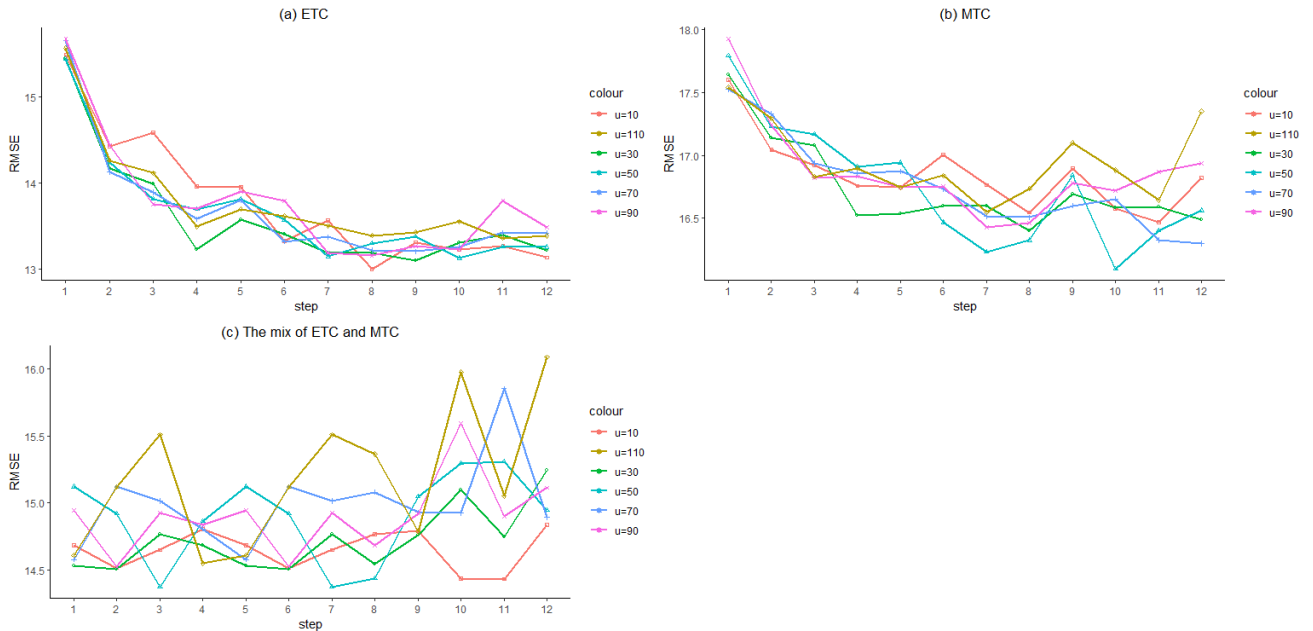 (a) ETC
RMSE
15
14
13
1 2 3 4 5 6 7 8 9 10 11 12
step
colour
u=10
u=110
u=30
u=50
u=70
u=90
(b) MTC
RMSE
18.0
17.5
17.0
16.5
1 2 3 4 5 6 7 8 9 10 11 12
step
colour
u=10
u=110
u=30
u=50
u=70
u=90
(c) The mix of ETC and MTC
RMSE
16.0
15.5
15.0
14.5
1 2 3 4 5 6 7 8 9 10 11 12
step
colour
u=10
u=110
u=30
u=50
u=70
u=90